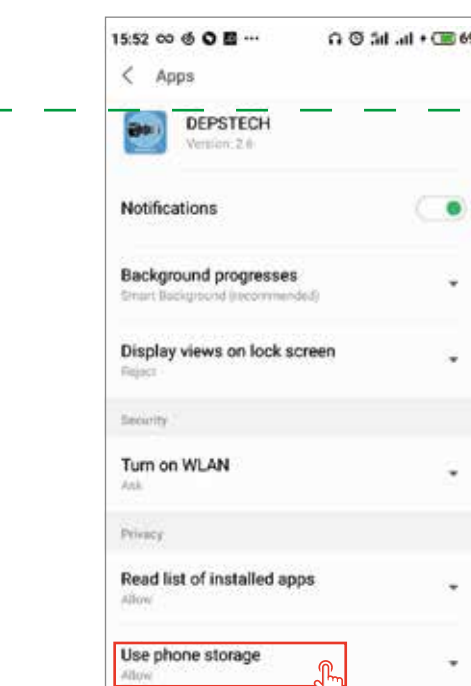 15:52 ...
69
< Apps
DEPSTECH
Version: 2.6
Notifications
Background progresses
Smart Background (recommended)
Display views on lock screen
Reject
Security
Turn on WLAN
Ask
Privacy
Read list of installed apps
Allow
Use phone storage
Allow